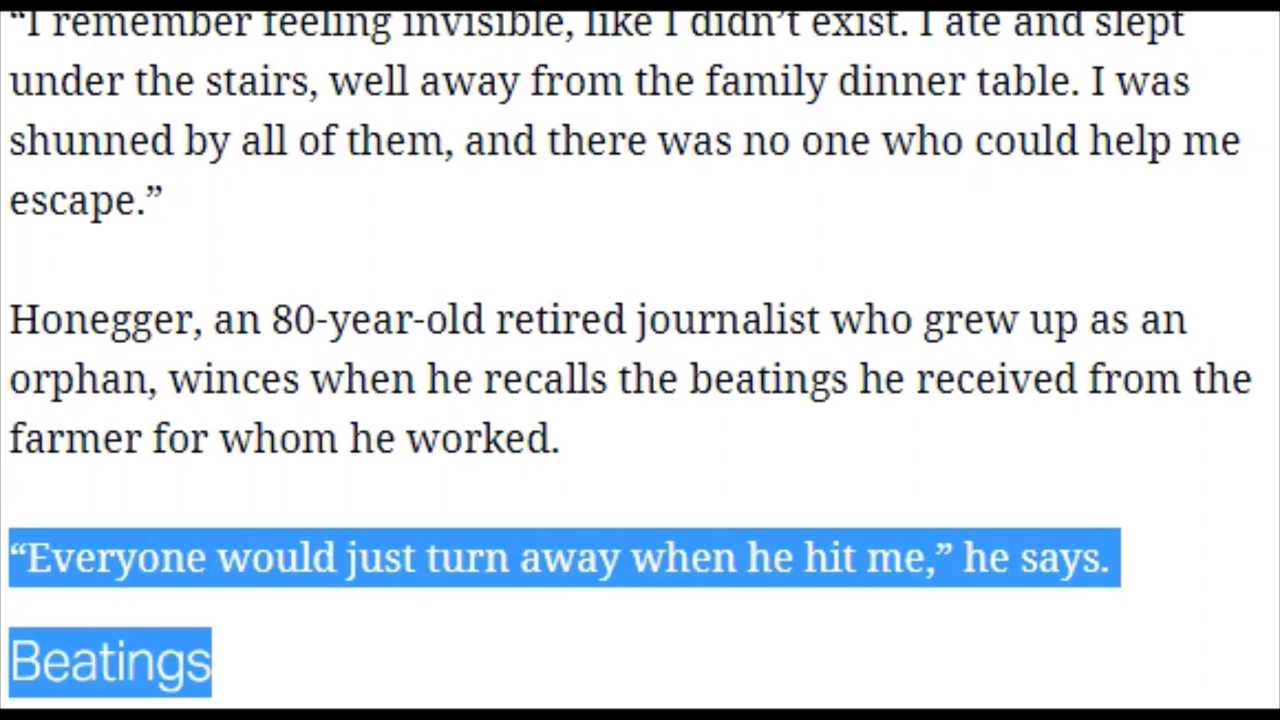 “I remember feeling invisible, like I didn’t exist. I ate and slept
under the stairs, well away from the family dinner table. I was
shunned by all of them, and there was no one who could help me
escape.”
Honegger, an 80-year-old retired journalist who grew up as an
orphan, winces when he recalls the beatings he received from the
farmer for whom he worked.
“Everyone would just turn away when he hit me,” he says.
Beatings